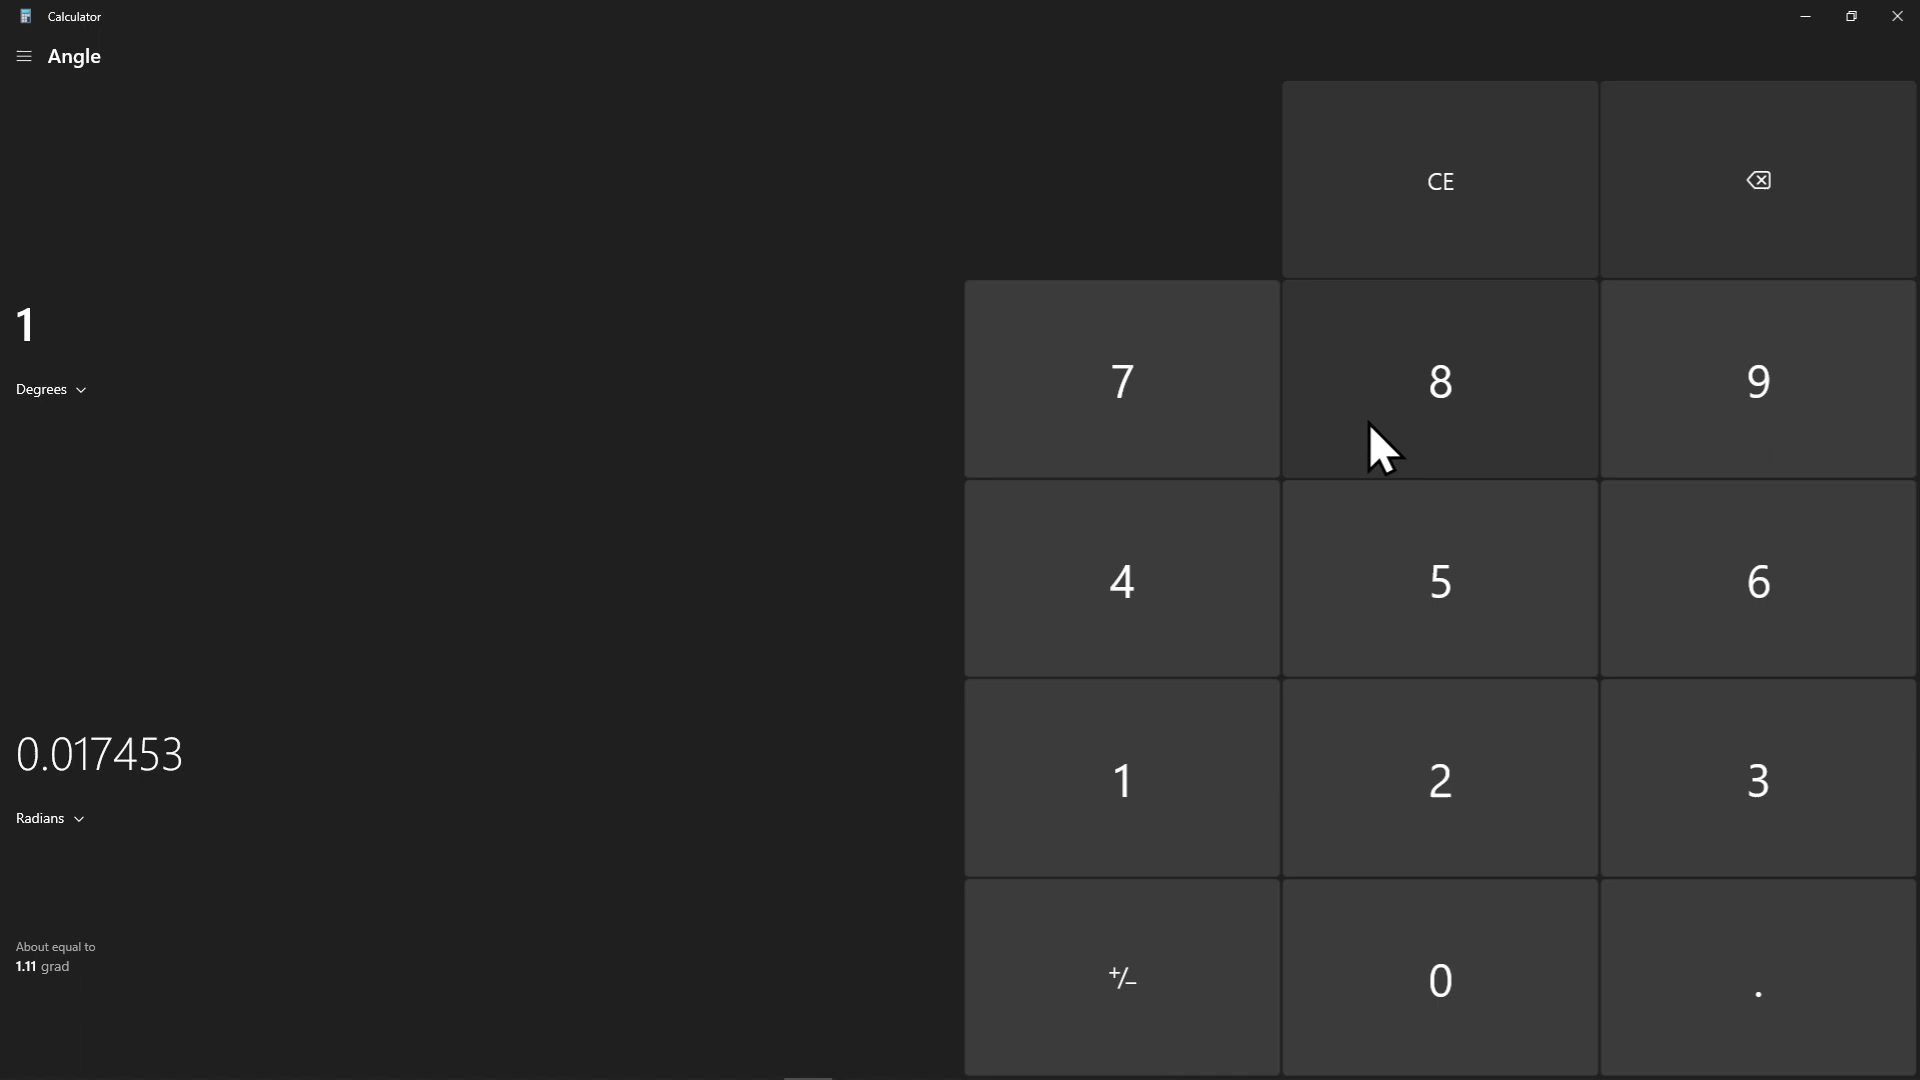 Calculator
Angle
CE
1
Degrees
7 8 9
4 5 6
0.017453
Radians
1 2 3
About equal to
1.11 grad
+/− 0 .